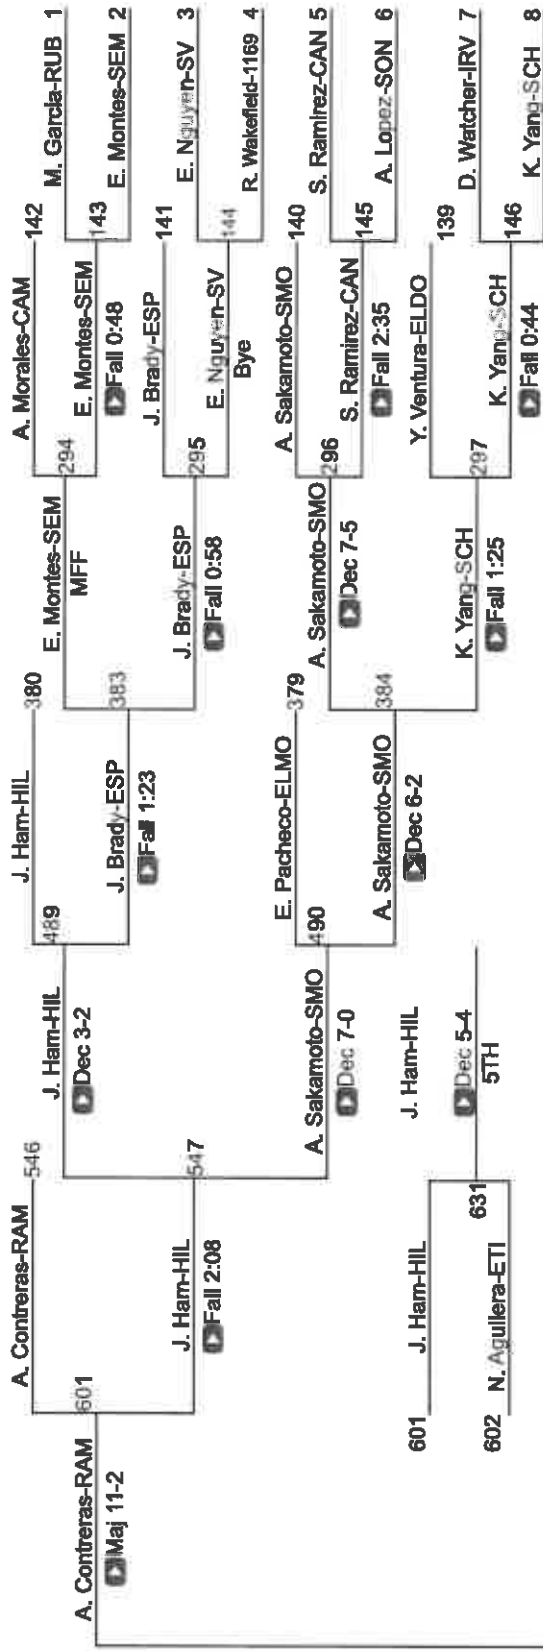 A. Contreras-RAM
Maj 11-2
A. Contreras-RAM
546
601
J. Ham-HIL
Fall 2:08
J. Ham-HIL
Dec 3-2
547
A. Sakamoto-SMO
Dec 7-0
J. Ham-HIL
380
489
J. Brady-ESP
Fall 1:23
E. Pacheco-ELMO
379
490
A. Sakamoto-SMO
Dec 6-2
E. Montes-SEM
MFF
383
J. Brady-ESP
Fall 0:58
A. Sakamoto-SMO
Dec 7-5
384
K. Yang-SCH
Fall 1:25
A. Morales-CAM
142
294
E. Montes-SEM
Fall 0:48
J. Brady-ESP
141
295
E. Nguyen-SV
Bye
A. Sakamoto-SMO
140
296
S. Ramirez-CAN
Fall 2:35
Y. Ventura-ELDO
139
297
K. Yang-SCH
Fall 0:44
M. Garcia-RUB 1
143
E. Montes-SEM 2
E. Nguyen-SV 3
144
R. Wakefield-1169 4
S. Ramirez-CAN 5
145
A. Lopez-SON 6
D. Watcher-IRV 7
146
K. Yang-SCH 8
601
J. Ham-HIL
602
N. Aguilera-ETI
631
J. Ham-HIL
Dec 5-4
5TH